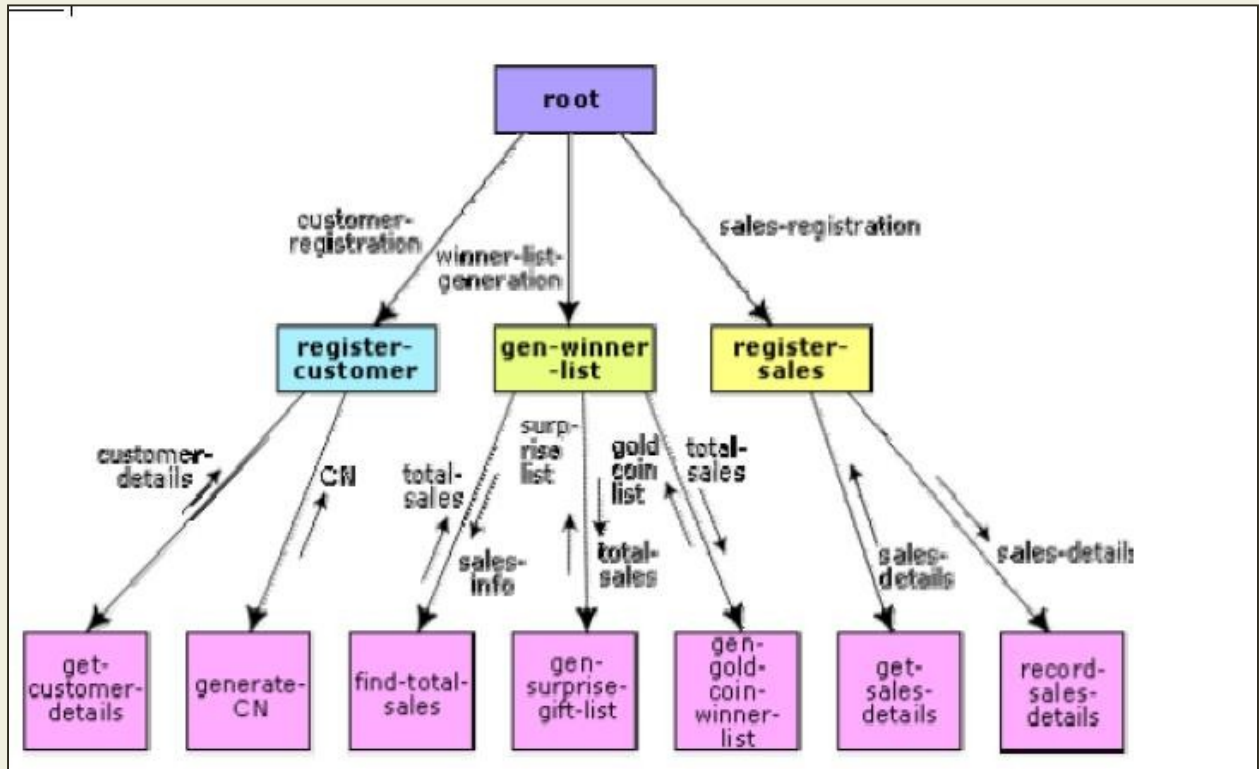 root
customer-
registration
winner-list-
generation
sales-registration
register-
customer
gen-winner
-list
register-
sales
customer-
details
CN
total-
sales
sales-
info
surp-
rise
list
total-
sales
gold
coin
list
total-
sales
sales-
details
sales-detail
get-
customer-
details
generate-
CN
find-total-
sales
gen-
surprise-
gift-list
gen-
gold-
coin-
winner-
list
get-
sales-
details
record-
sales-
details